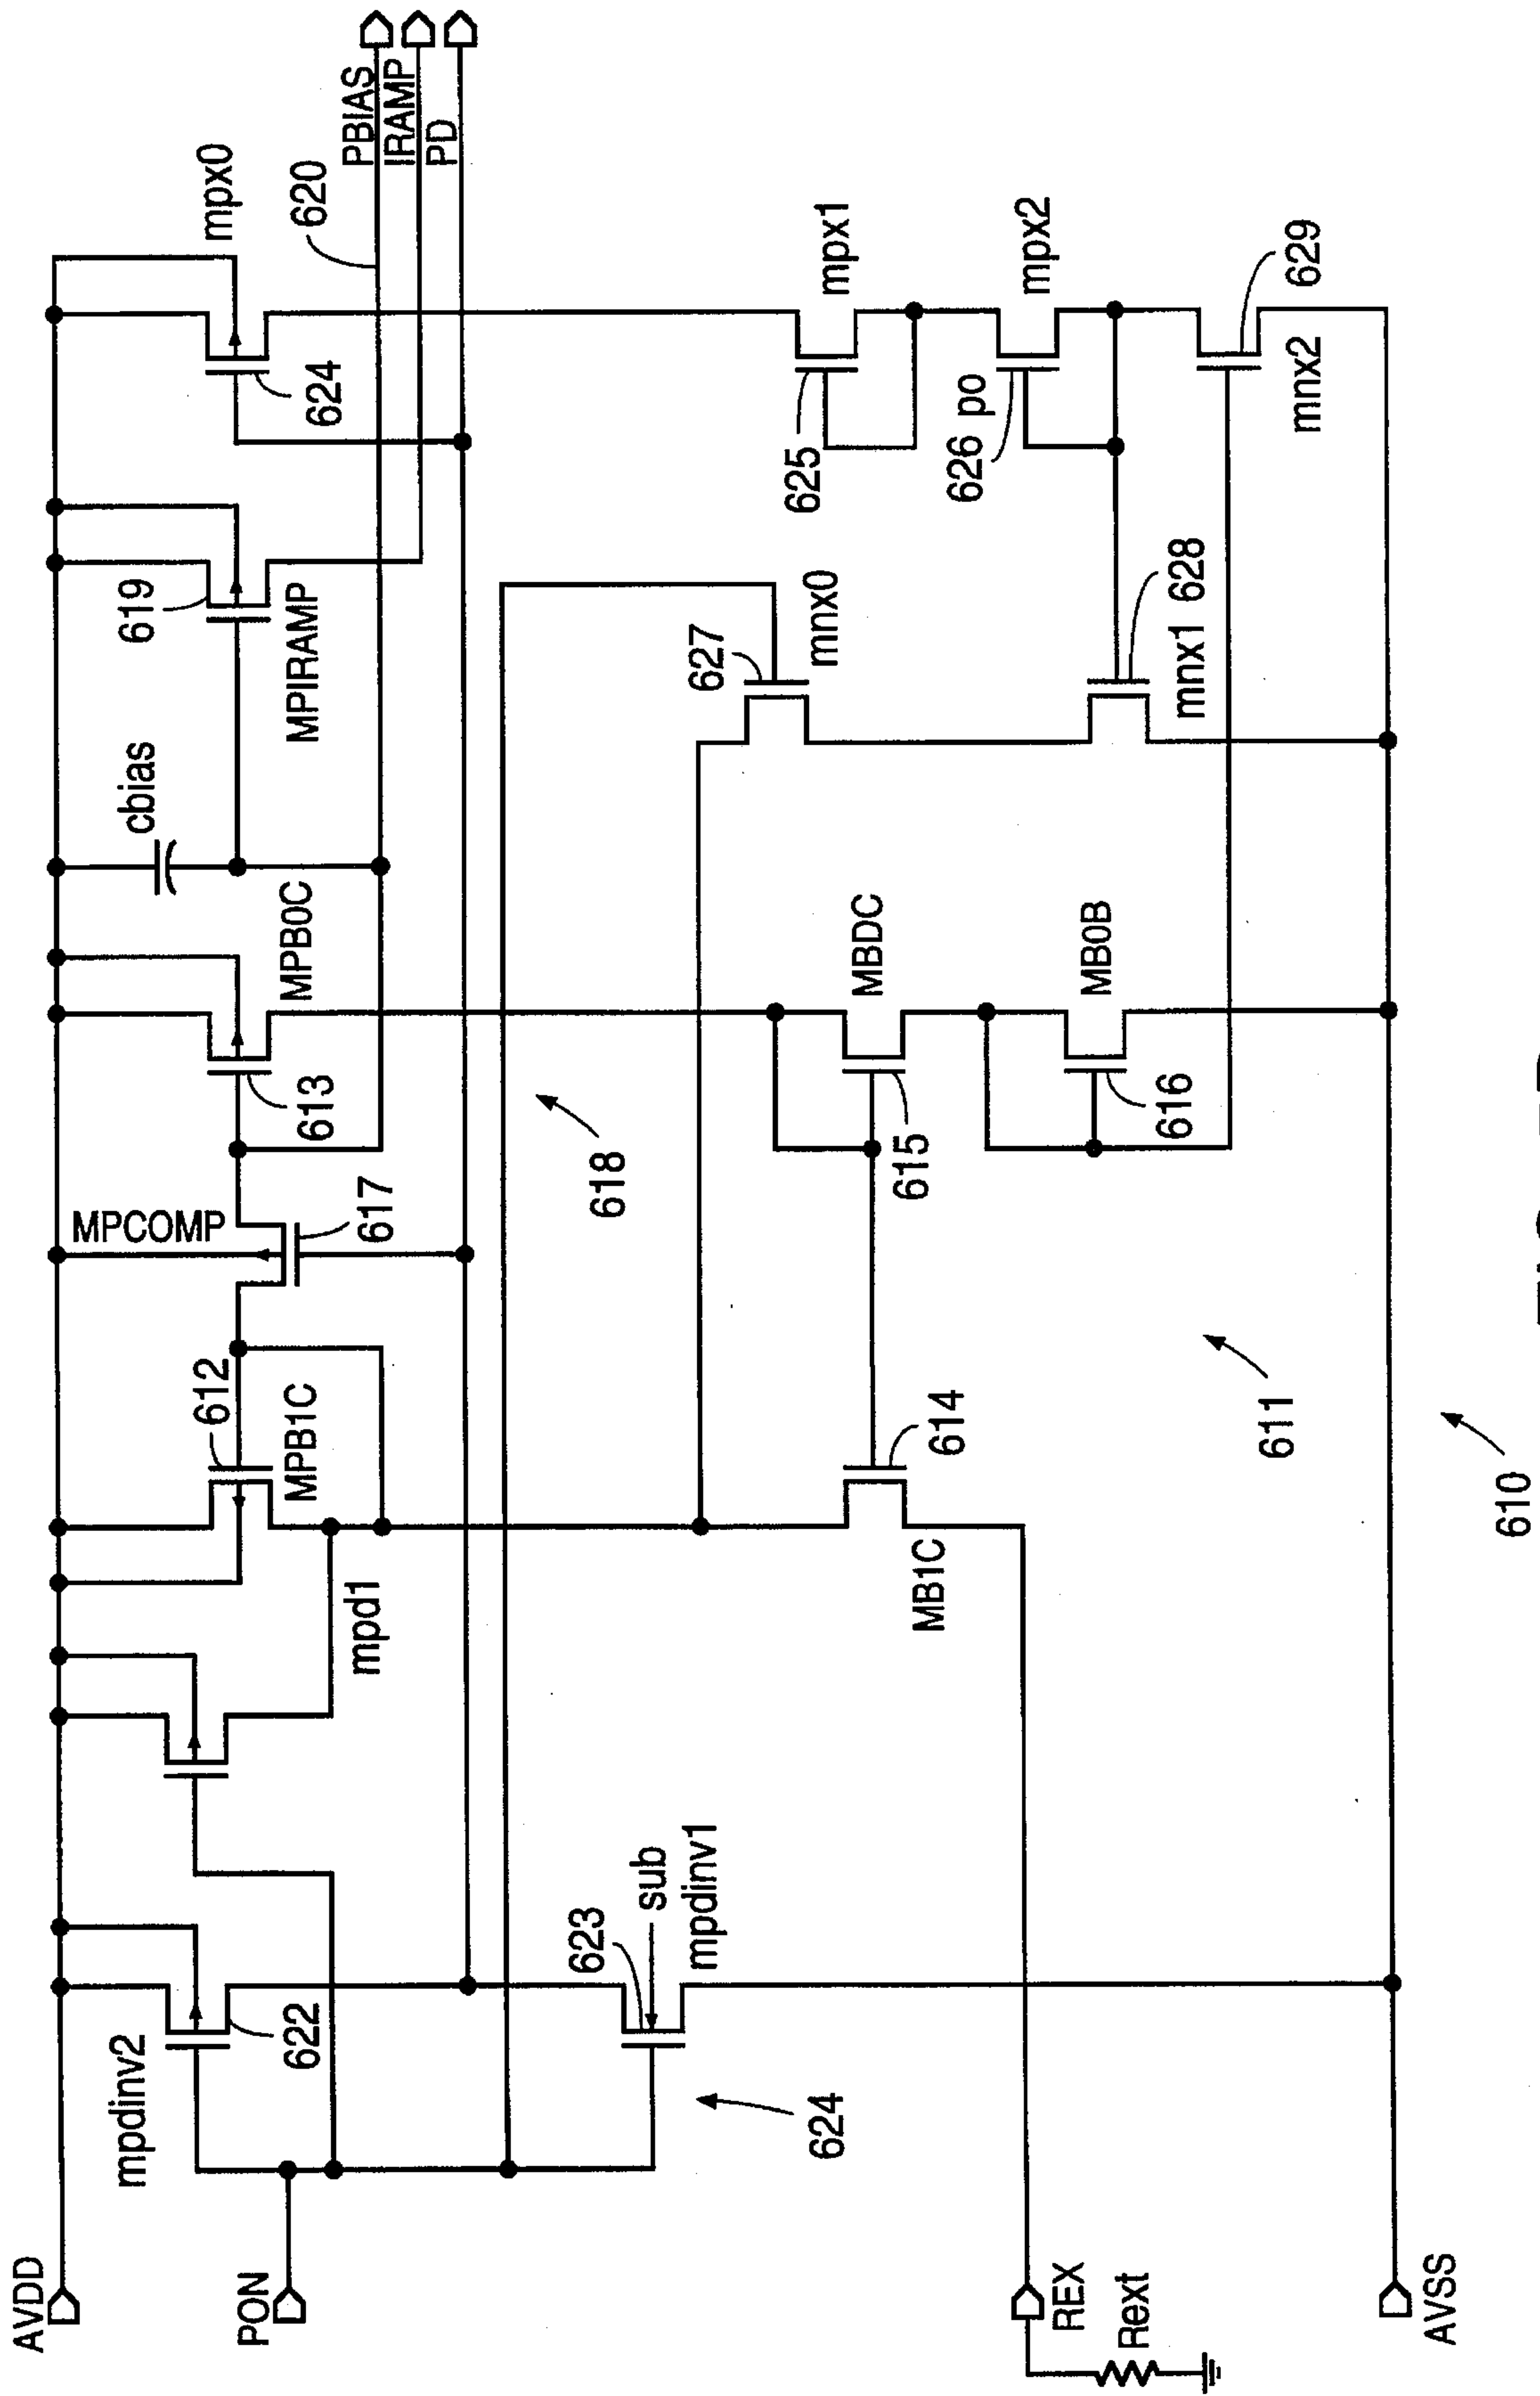 AVDD
PON
REX
Rext
AVSS
mpdinv2
622
623
sub
mpdinv1
624
mpd1
612
MPB1C
MB1C
614
MPCOMP
617
613
MPB0C
618
615
MBDC
616
MB0B
611
610
cbias
619
MPIRAMP
627
mnx0
mnx1
628
PBIAS
IRAMP
PD
620
mpx0
624
625
mpx1
626
po
mpx2
mnx2
629